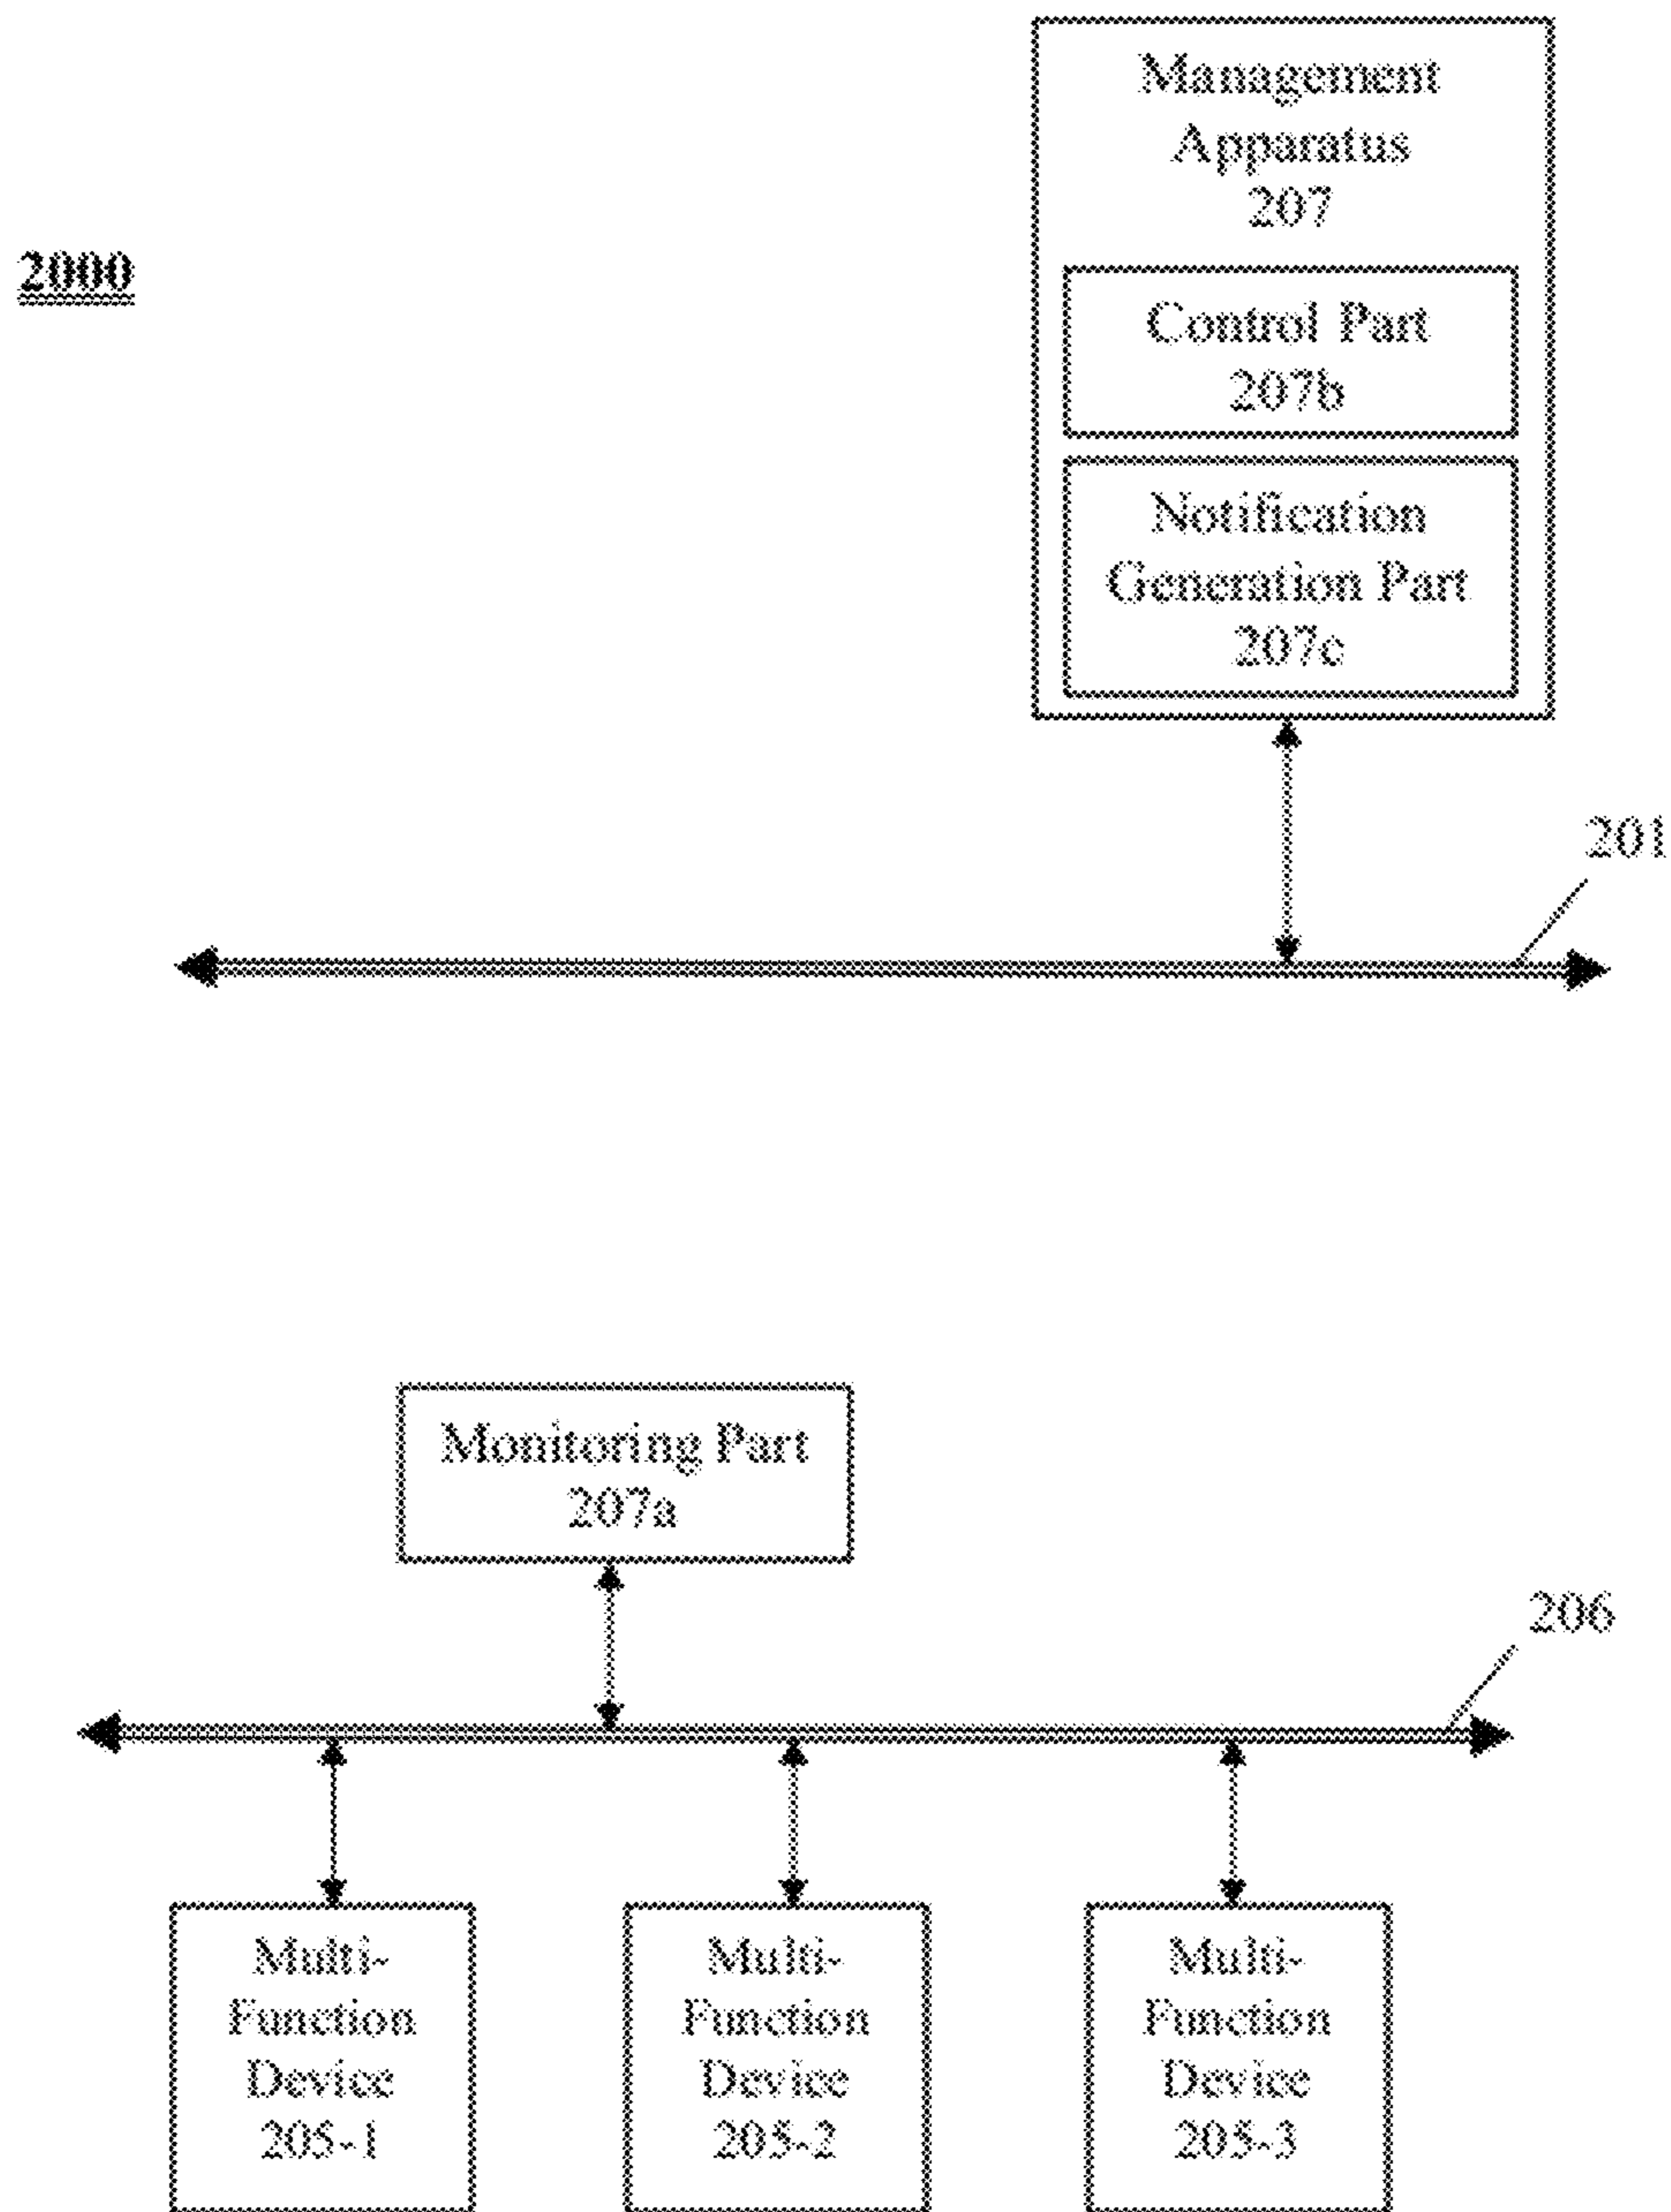 Management
Apparatus
207
2000
Control Part
207b
Notification
Generation Part
207c
201
Monitoring Part
207a
206
Multi-
Function
Device
205-1
Multi-
Function
Device
205-2
Multi-
Function
Device
205-3